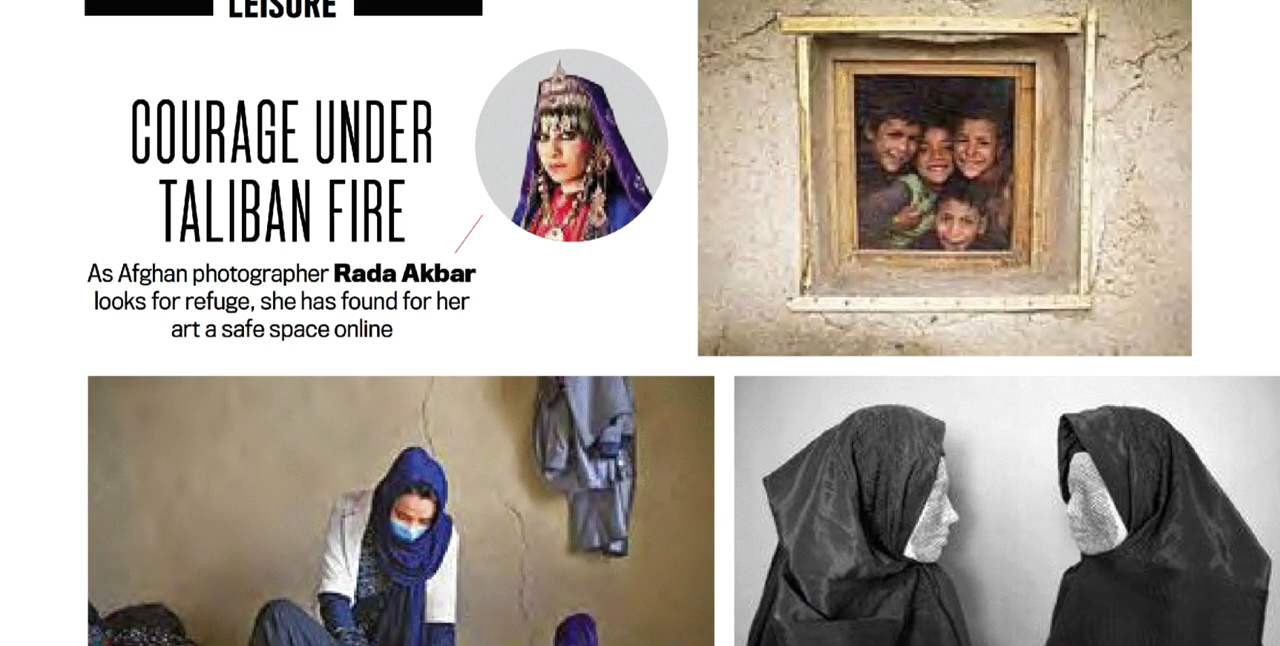 LEISURE
COURAGE UNDER
TALIBAN FIRE
As Afghan photographer Rada Akbar
looks for refuge, she has found for her
art a safe space online